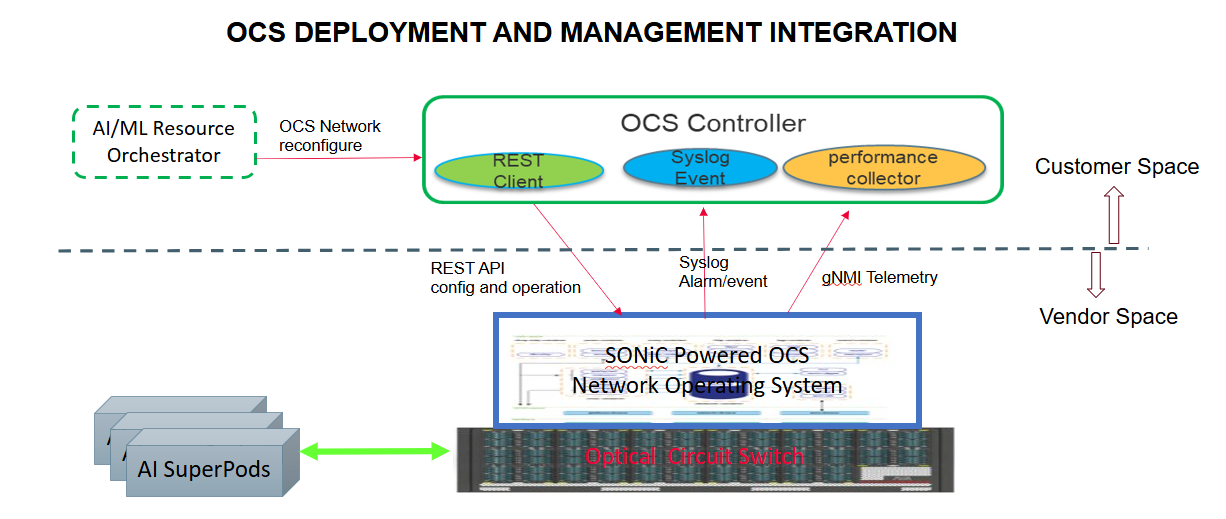 OCS DEPLOYMENT AND MANAGEMENT INTEGRATION
AI/ML Resource
Orchestrator
OCS Network
reconfigure
OCS Controller
REST
Client
Syslog
Event
performance
collector
Customer Space
REST API
config and operation
Syslog
Alarm/event
gNMI Telemetry
Vendor Space
SONiC Powered OCS
Network Operating System
AI SuperPods
Optical Circuit Switch